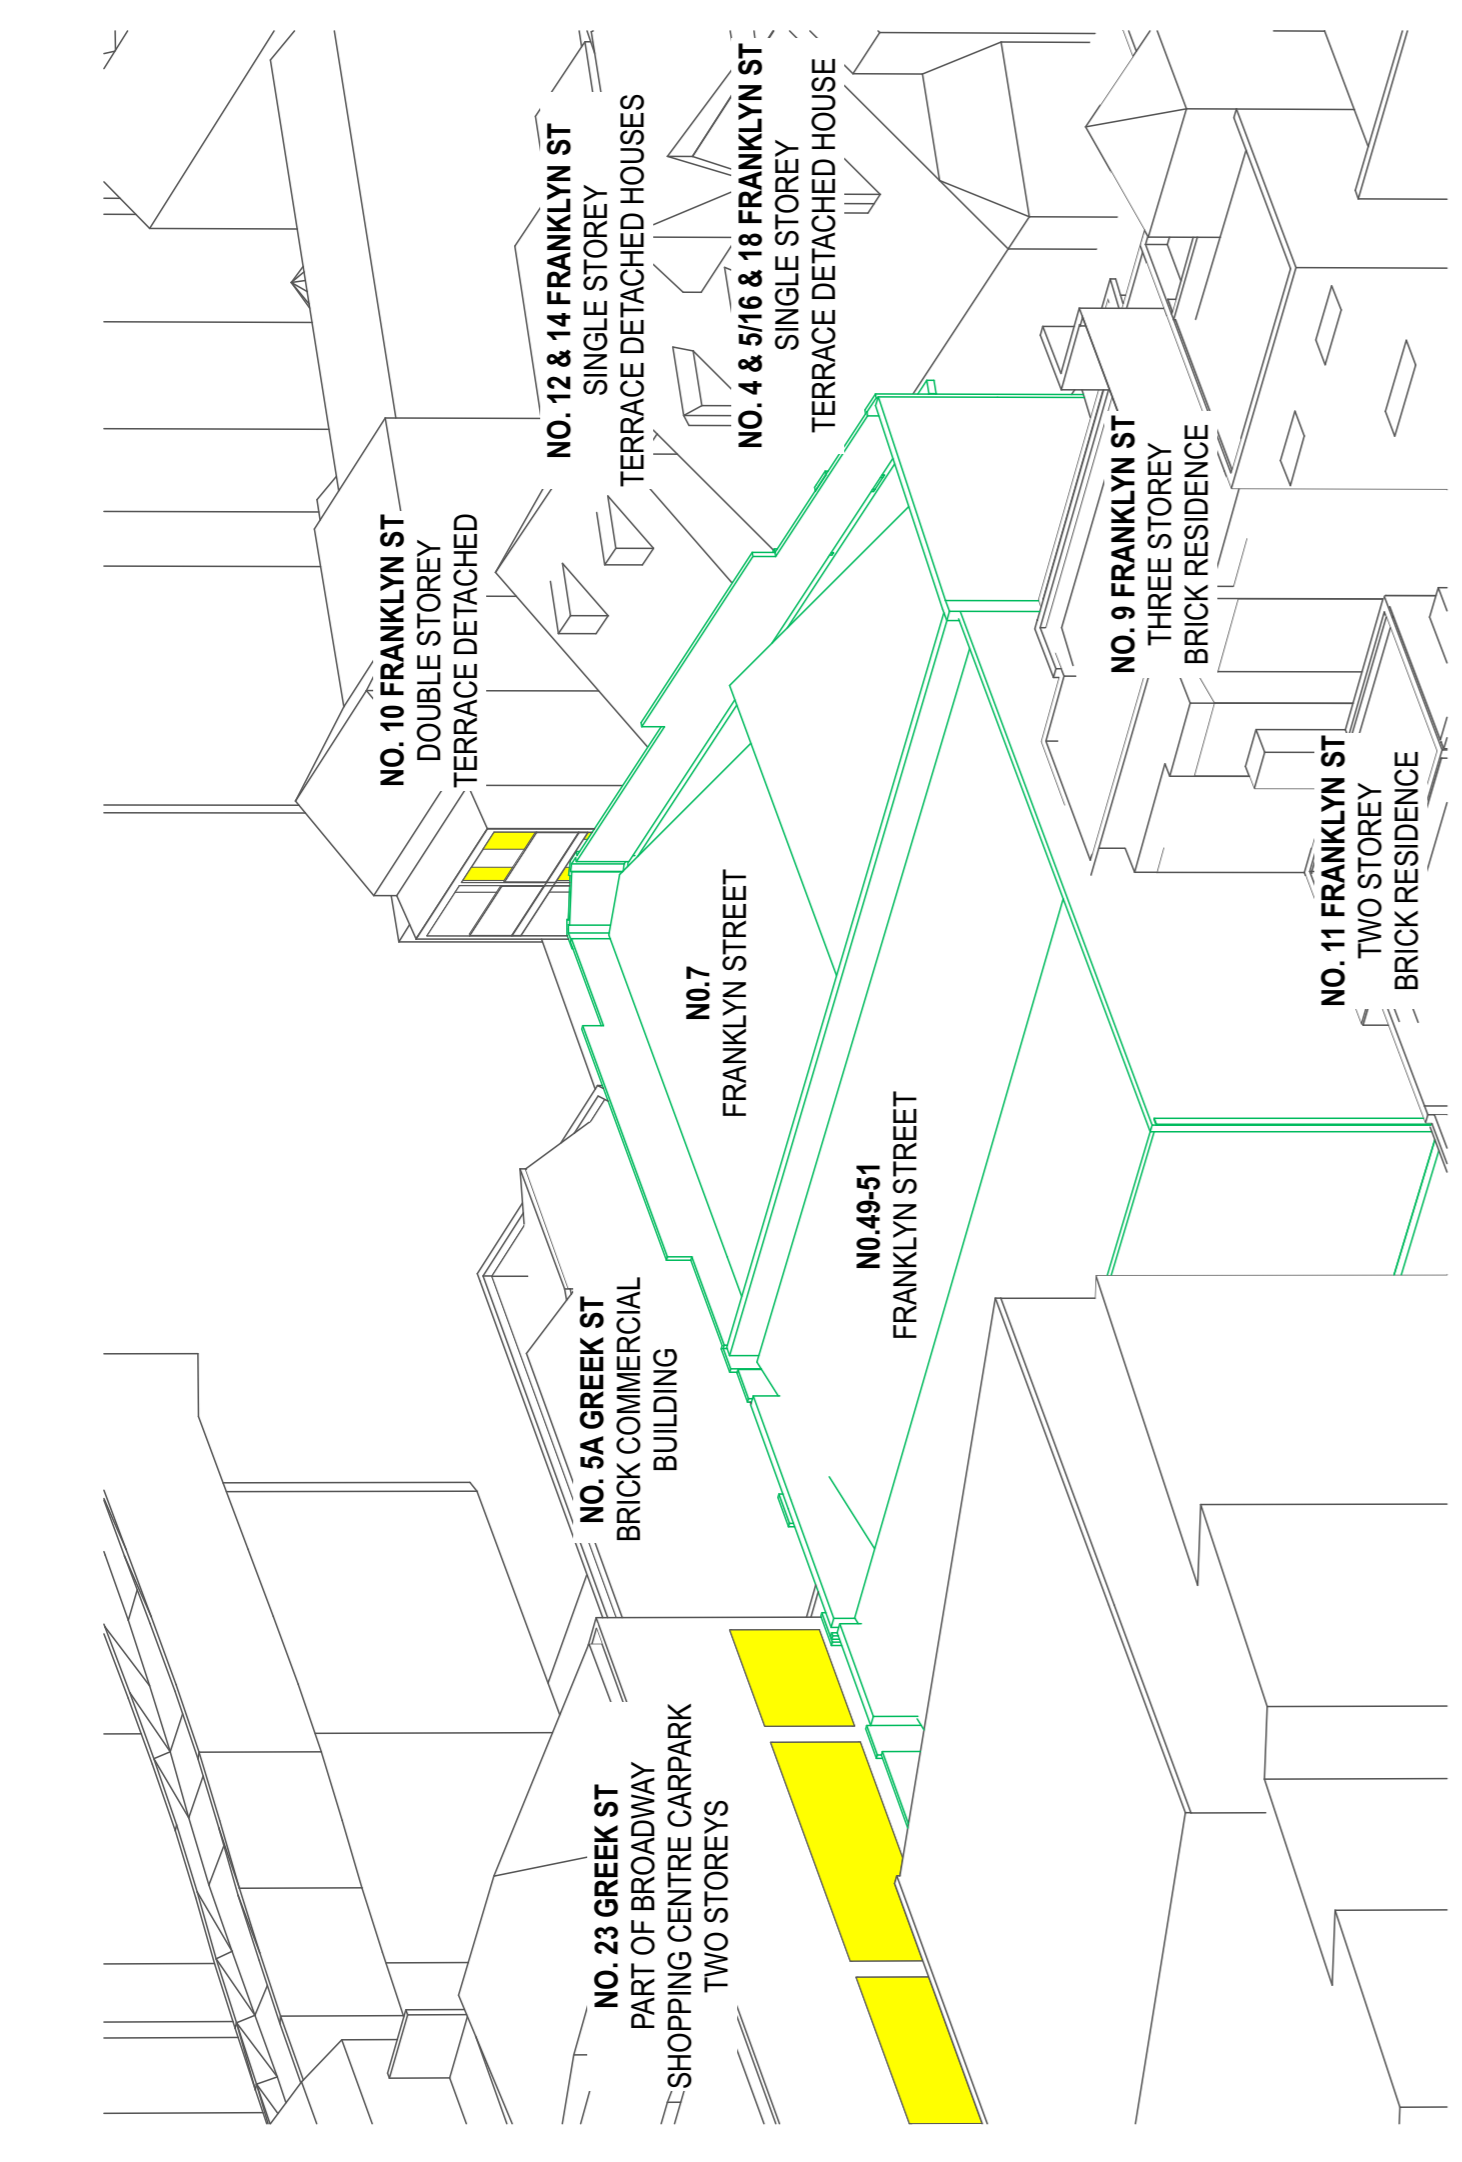 NO. 23 GREEK ST
PART OF BROADWAY
SHOPPING CENTRE CARPARK
TWO STOREYS
NO. 5A GREEK ST
BRICK COMMERCIAL
BUILDING
NO. 10 FRANKLYN ST
DOUBLE STOREY
TERRACE DETACHED
NO. 12 & 14 FRANKLYN ST
SINGLE STOREY
TERRACE DETACHED HOUSES
NO. 4 & 5/16 & 18 FRANKLYN ST
SINGLE STOREY
TERRACE DETACHED HOUSE
N0.7
FRANKLYN STREET
N0.49-51
FRANKLYN STREET
NO. 9 FRANKLYN ST
THREE STOREY
BRICK RESIDENCE
NO. 11 FRANKLYN ST
TWO STOREY
BRICK RESIDENCE